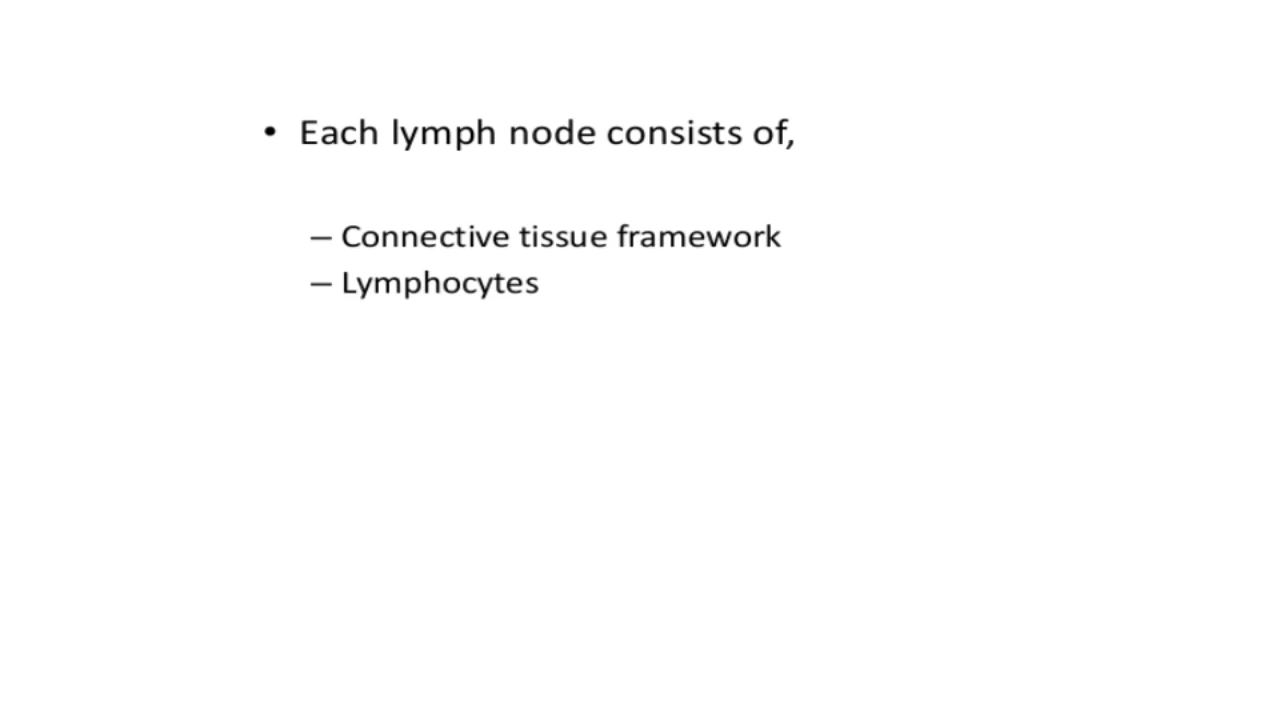 • Each lymph node consists of,
– Connective tissue framework
– Lymphocytes